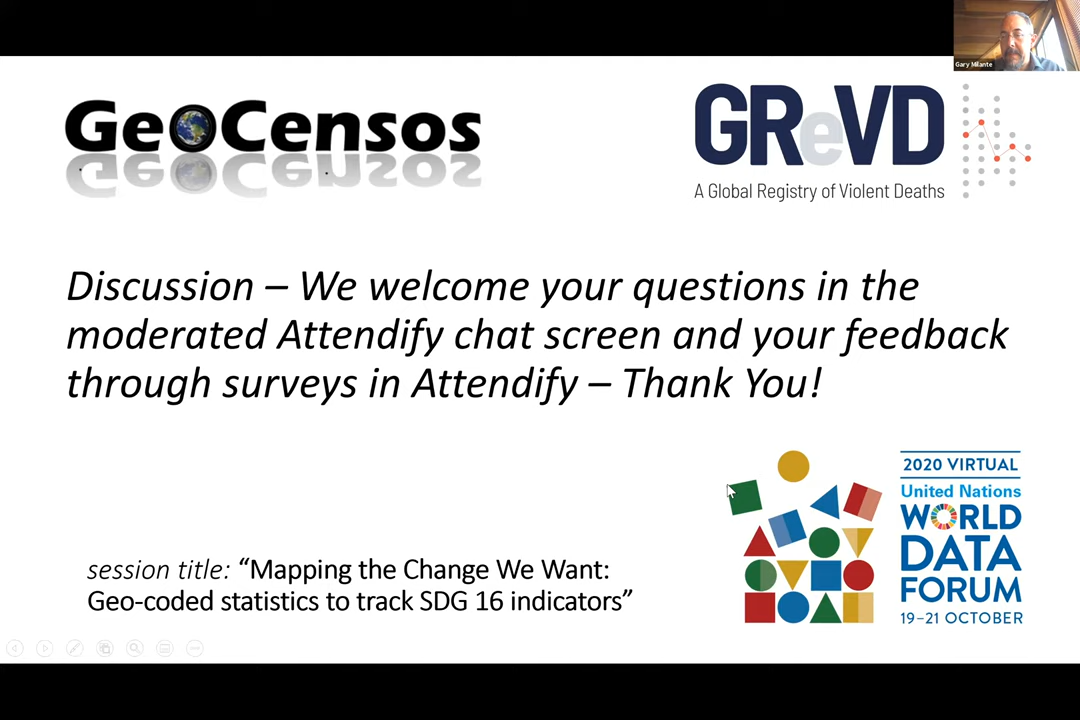 Gary Milante
GeoCensos
GReVD
A Global Registry of Violent Deaths
Discussion – We welcome your questions in the
moderated Attendify chat screen and your feedback
through surveys in Attendify – Thank You!
session title: “Mapping the Change We Want:
Geo-coded statistics to track SDG 16 indicators”
2020 VIRTUAL
United Nations
WORLD
DATA
FORUM
19–21 OCTOBER